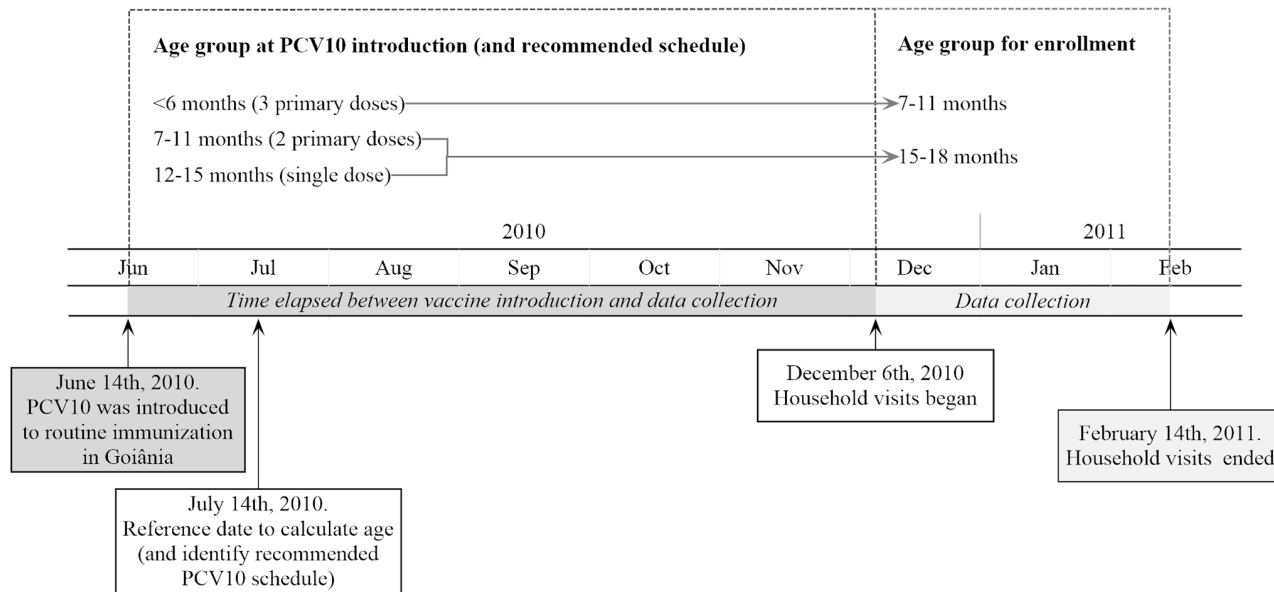 Age group at PCV10 introduction (and recommended schedule)
Age group for enrollment
<6 months (3 primary doses)
7-11 months
7-11 months (2 primary doses)
15-18 months
12-15 months (single dose)
2010
2011
Jun
Jul
Aug
Sep
Oct
Nov
Dec
Jan
Feb
Time elapsed between vaccine introduction and data collection
Data collection
June 14th, 2010.
PCV10 was introduced
to routine immunization
in Goiânia
July 14th, 2010.
Reference date to calculate age
(and identify recommended
PCV10 schedule)
December 6th, 2010
Household visits began
February 14th, 2011.
Household visits ended